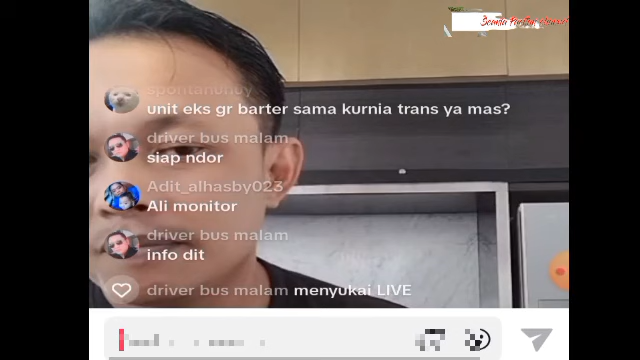 spontanuhuy
unit eks gr barter sama kurnia trans ya mas?
driver bus malam
siap ndor
Adit_alhasby023
Ali monitor
driver bus malam
info dit
driver bus malam menyukai LIVE